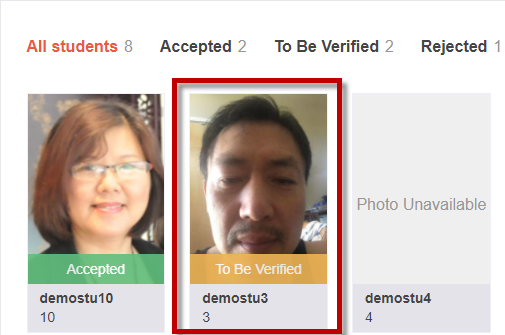 All students 8 Accepted 2 To Be Verified 2 Rejected 1
Accepted To Be Verified Photo Unavailable
demostu10 demostu3 demostu4
10 3 4